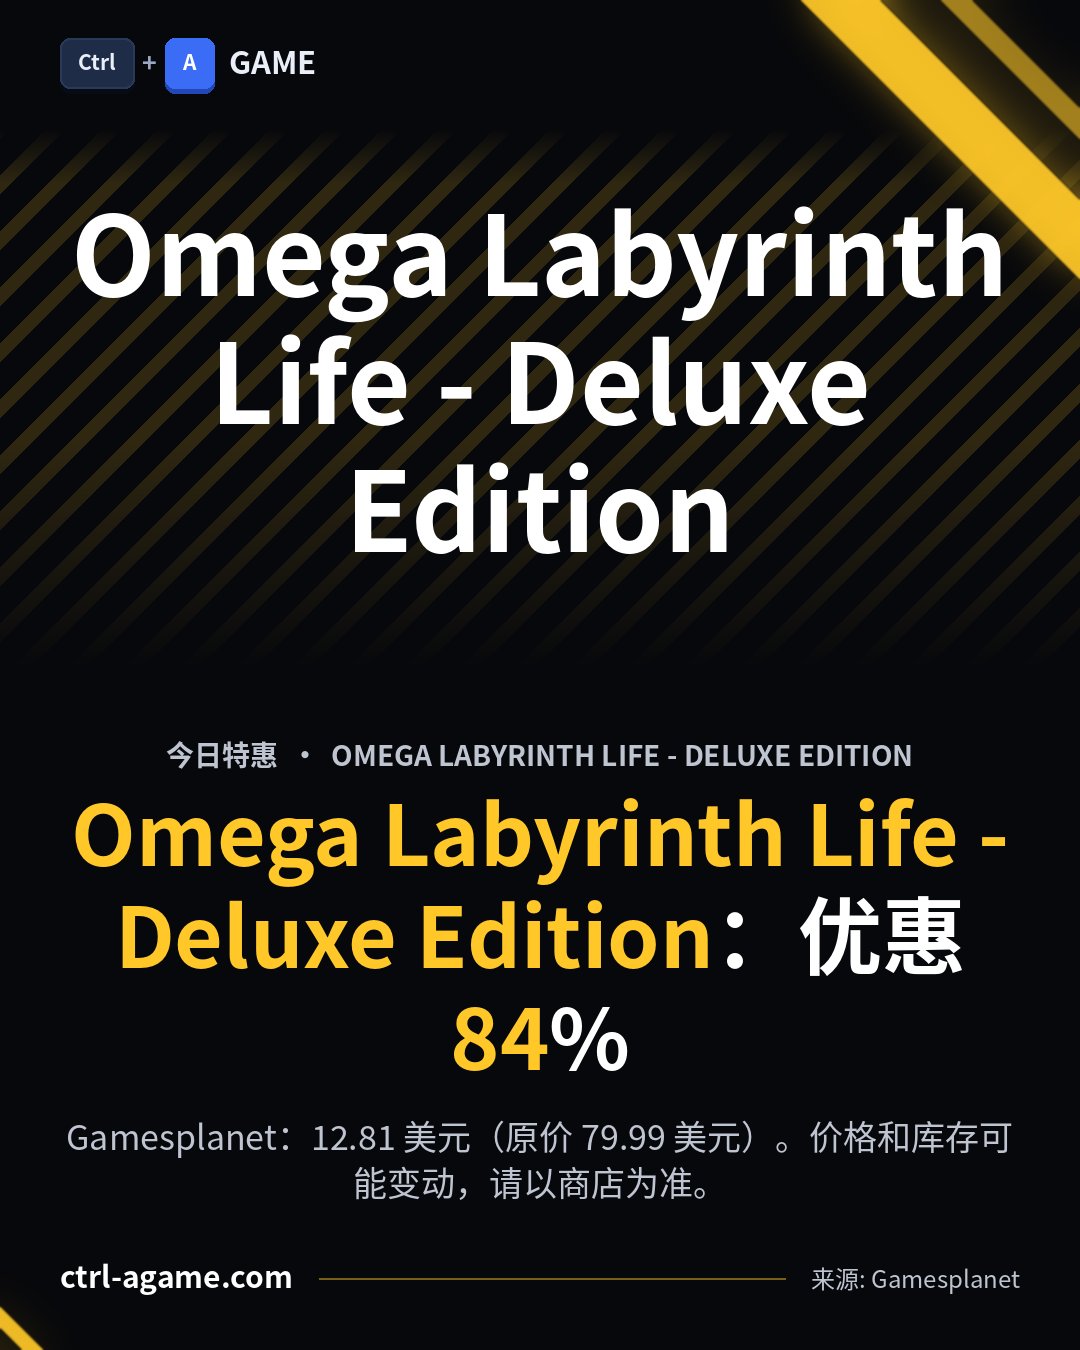 Ctrl + A GAME
Omega Labyrinth
Life - Deluxe
Edition
今日特惠 • OMEGA LABYRINTH LIFE - DELUXE EDITION
Omega Labyrinth Life -
Deluxe Edition：优惠
84%
Gamesplanet：12.81 美元（原价 79.99 美元）。价格和库存可
能变动，请以商店为准。
ctrl-agame.com
来源: Gamesplanet